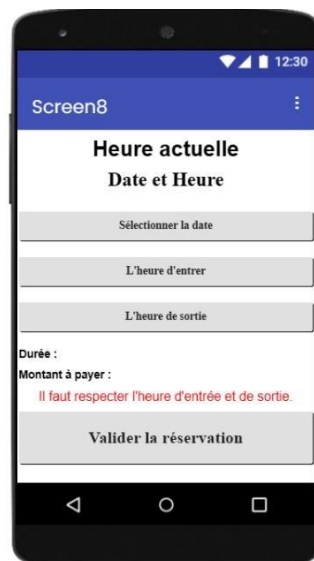 12:30
Screen8
Heure actuelle
Date et Heure
Sélectionner la date
L'heure d'entrer
L'heure de sortie
Durée :
Montant à payer :
Il faut respecter l'heure d'entrée et de sortie.
Valider la réservation